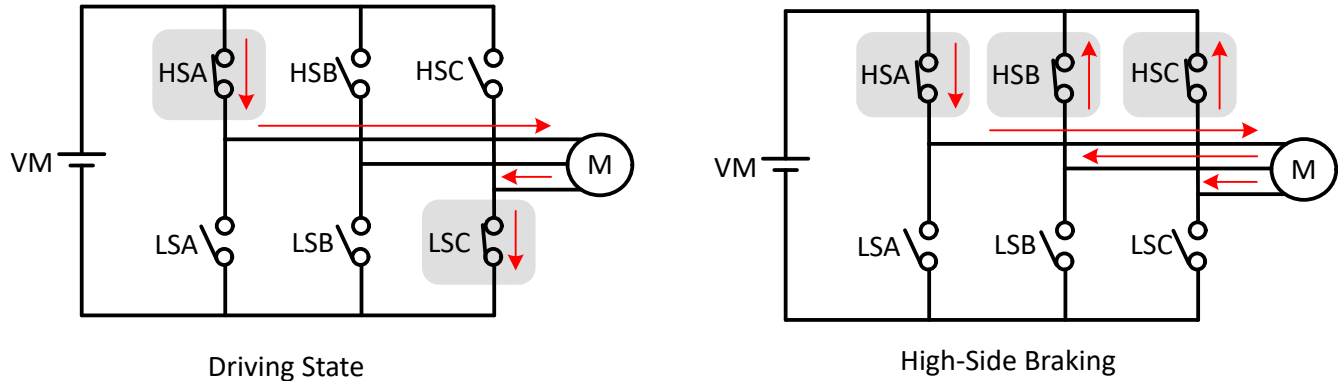 HSA HSB HSC
VM M
LSA LSB LSC
Driving State
HSA HSB HSC
VM M
LSA LSB LSC
High-Side Braking